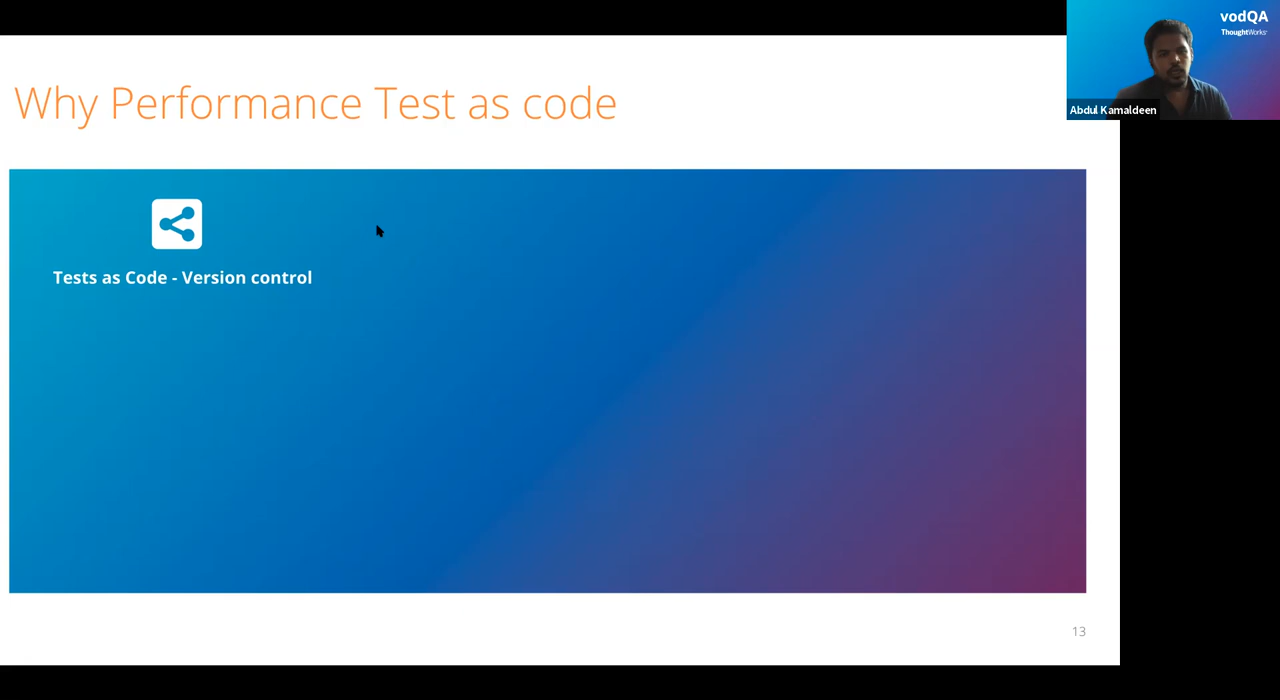 Why Performance Test as code
vodQA
ThoughtWorks
Abdul Kamaldeen
Tests as Code - Version control
13